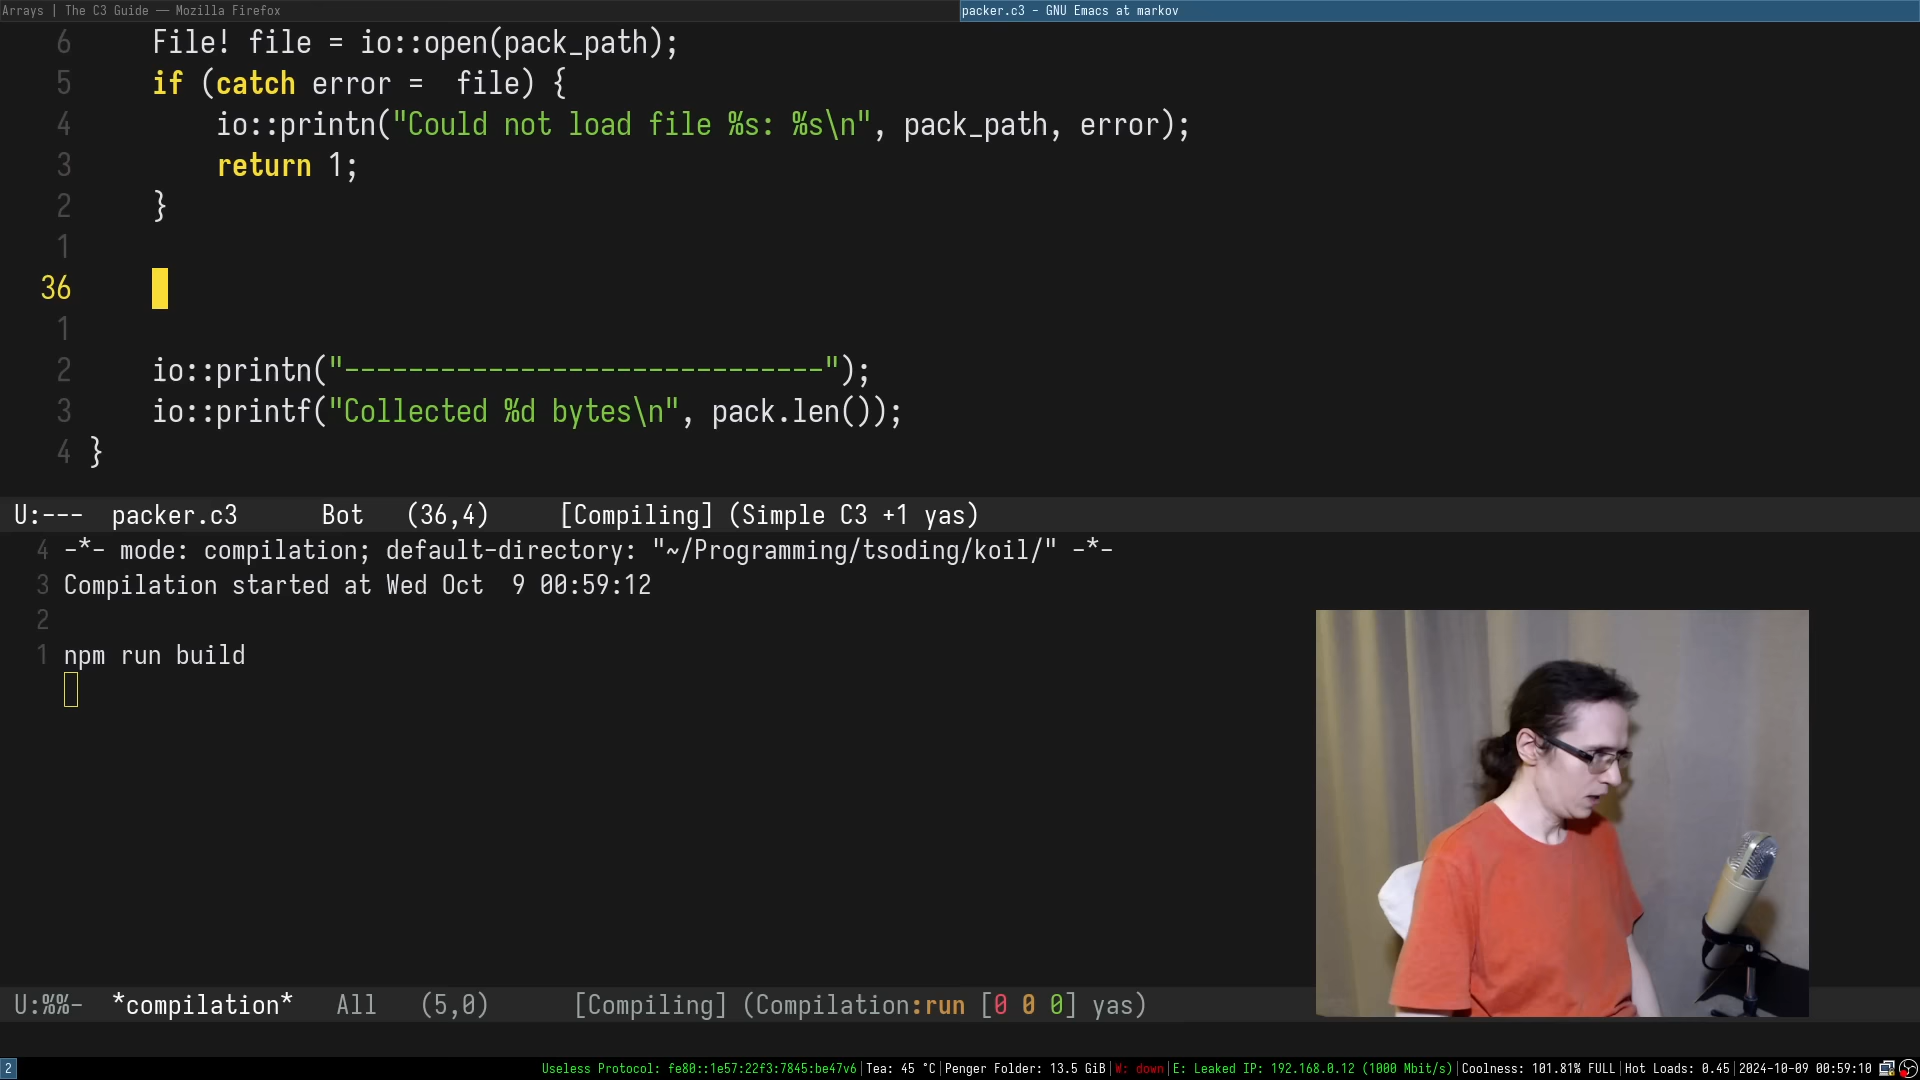 Arrays | The C3 Guide — Mozilla Firefox
packer.c3 - GNU Emacs at markov
6 File! file = io::open(pack_path);
5 if (catch error =  file) {
4 io::printn("Could not load file %s: %s\n", pack_path, error);
3 return 1;
2 }
1
36
1
2 io::printn("------------------------------");
3 io::printf("Collected %d bytes\n", pack.len());
4 }
U:--- packer.c3 Bot (36,4) [Compiling] (Simple C3 +1 yas)
4 -*- mode: compilation; default-directory: "~/Programming/tsoding/koil/" -*-
3 Compilation started at Wed Oct  9 00:59:12
2
1 npm run build
U:%%- *compilation* All (5,0) [Compiling] (Compilation:run [0 0 0] yas)
2 Useless Protocol: fe80::1e57:22f3:7845:be47v6|Tea: 45 °C|Penger Folder: 13.5 GiB|W: down|E: Leaked IP: 192.168.0.12 (1000 Mbit/s)|Coolness: 101.81% FULL|Hot Loads: 0.45|2024-10-09 00:59:10